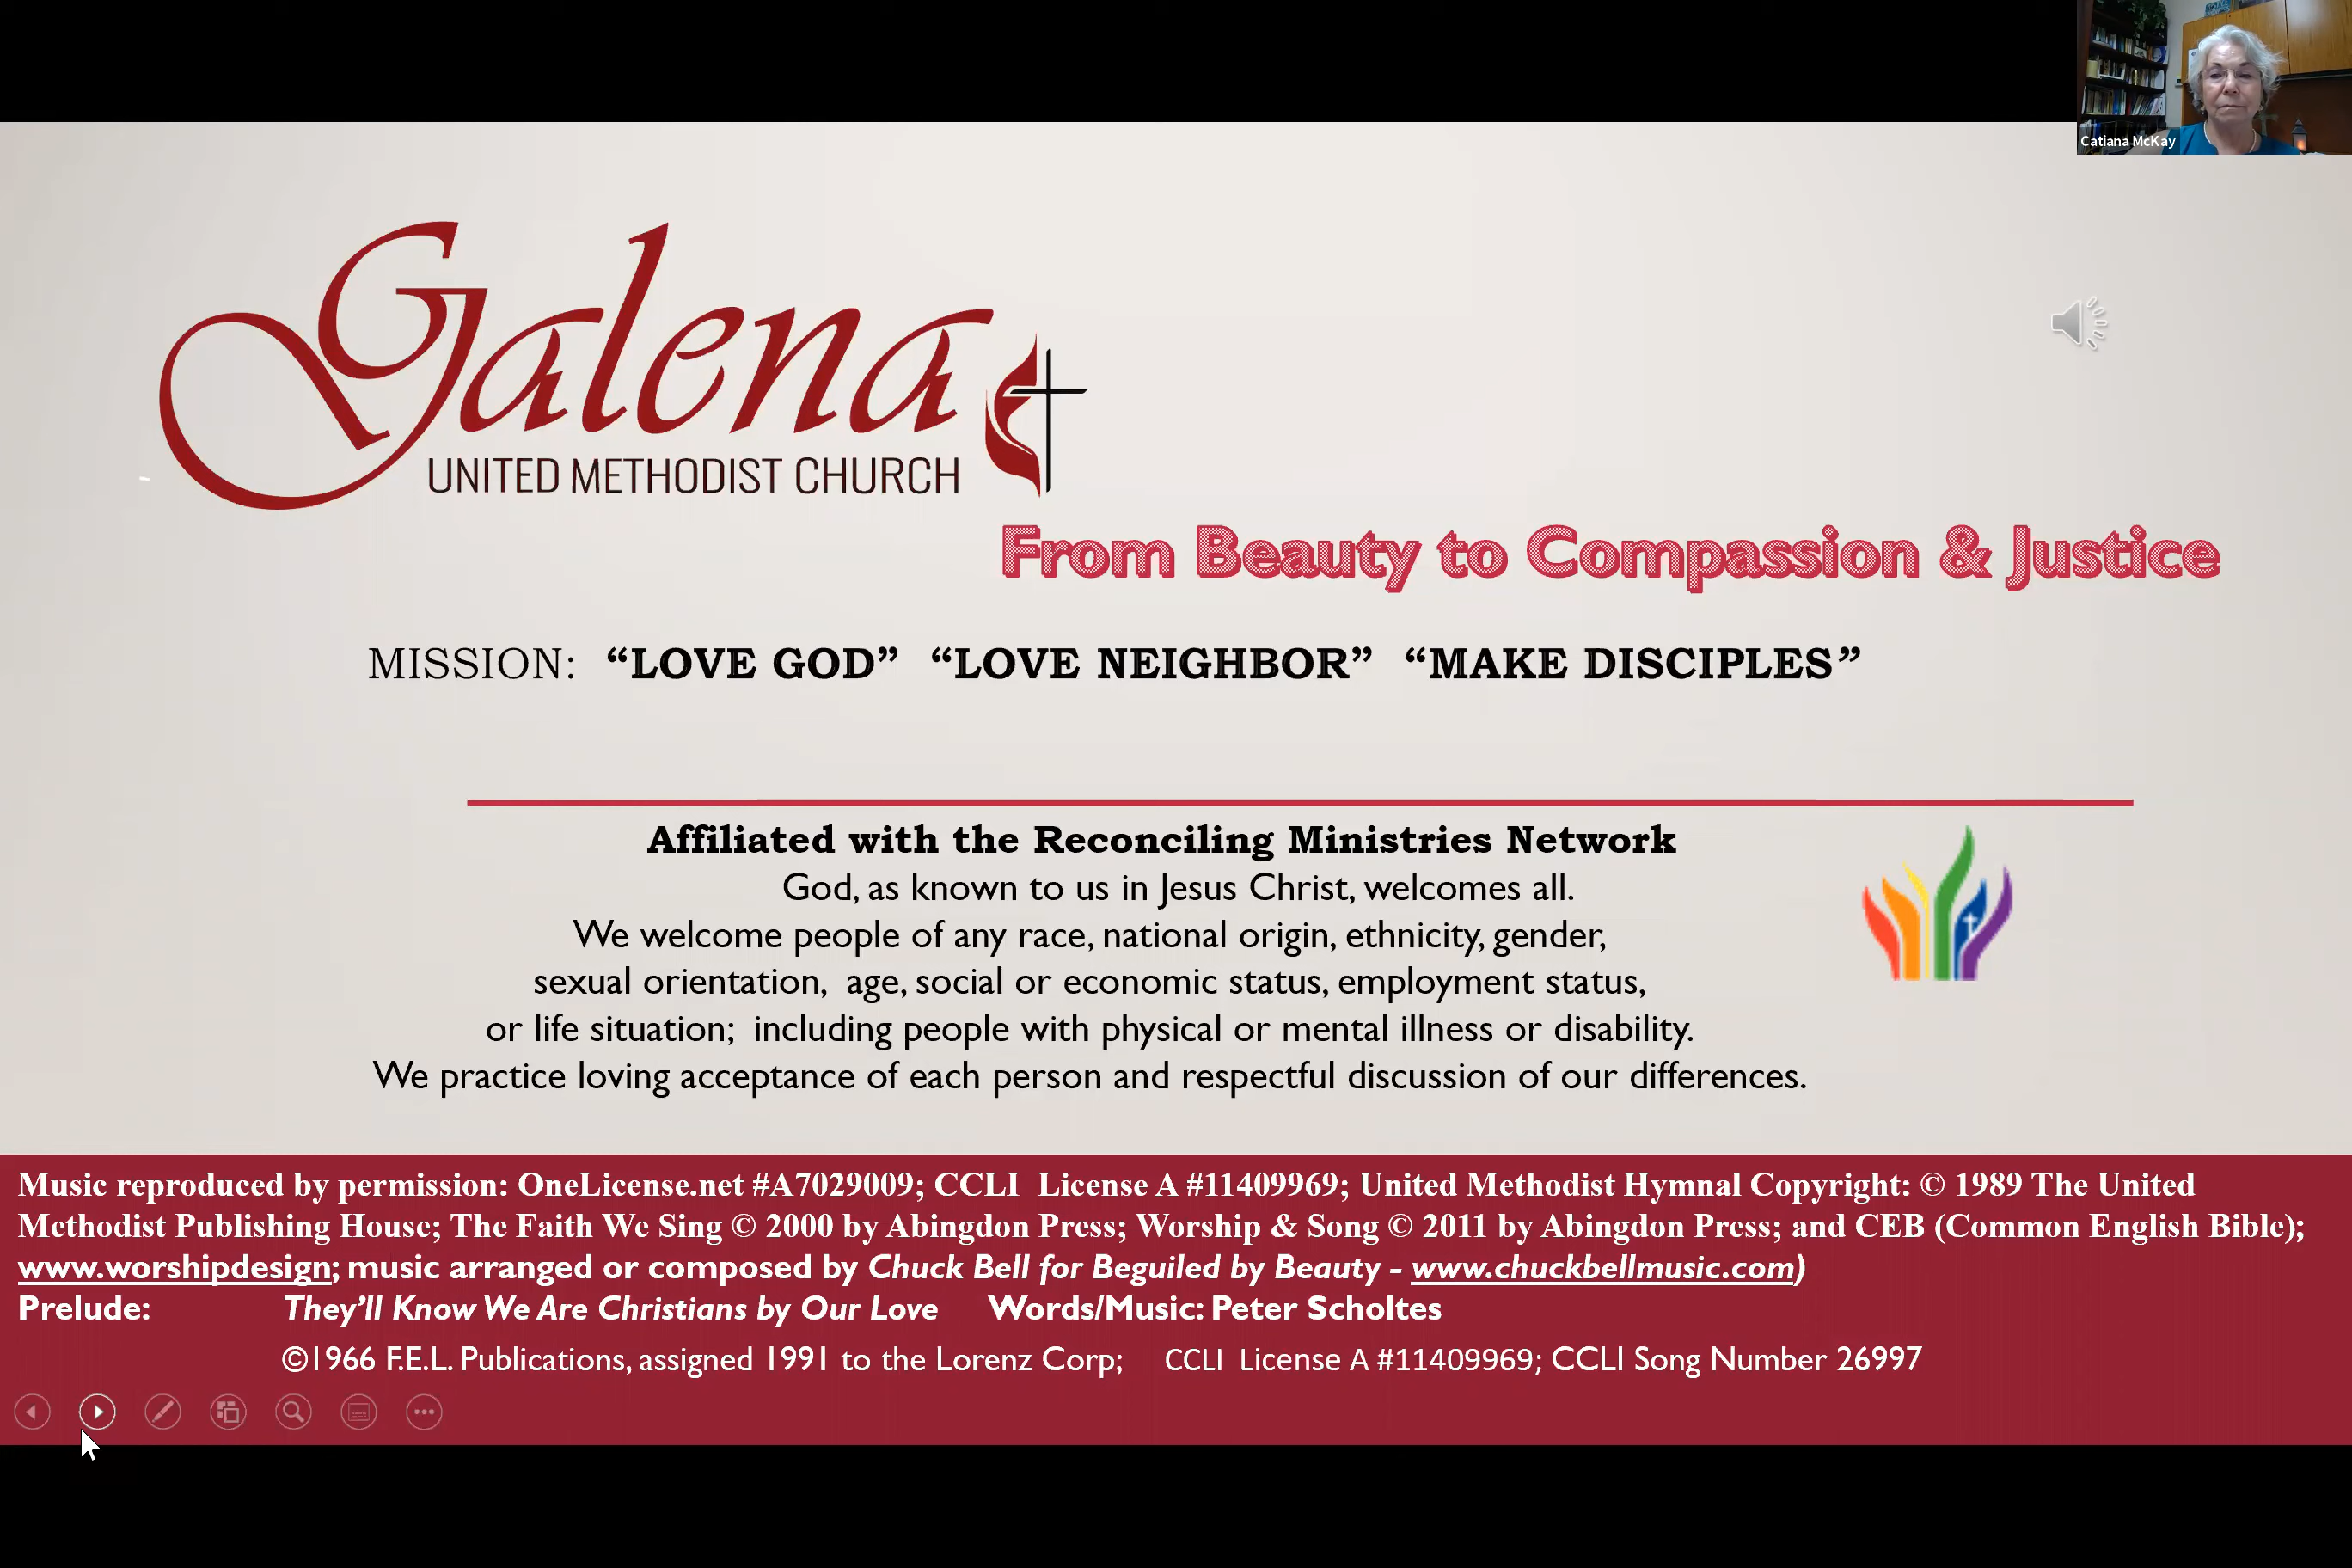 Catiana McKay
Galena
UNITED METHODIST CHURCH
From Beauty to Compassion & Justice
MISSION: “LOVE GOD” “LOVE NEIGHBOR” “MAKE DISCIPLES”
Affiliated with the Reconciling Ministries Network
God, as known to us in Jesus Christ, welcomes all.
We welcome people of any race, national origin, ethnicity, gender,
sexual orientation, age, social or economic status, employment status,
or life situation; including people with physical or mental illness or disability.
We practice loving acceptance of each person and respectful discussion of our differences.
Music reproduced by permission: OneLicense.net #A7029009; CCLI License A #11409969; United Methodist Hymnal Copyright: © 1989 The United
Methodist Publishing House; The Faith We Sing © 2000 by Abingdon Press; Worship & Song © 2011 by Abingdon Press; and CEB (Common English Bible);
www.worshipdesign; music arranged or composed by Chuck Bell for Beguiled by Beauty - www.chuckbellmusic.com)
Prelude: They’ll Know We Are Christians by Our Love Words/Music: Peter Scholtes
©1966 F.E.L. Publications, assigned 1991 to the Lorenz Corp; CCLI License A #11409969; CCLI Song Number 26997